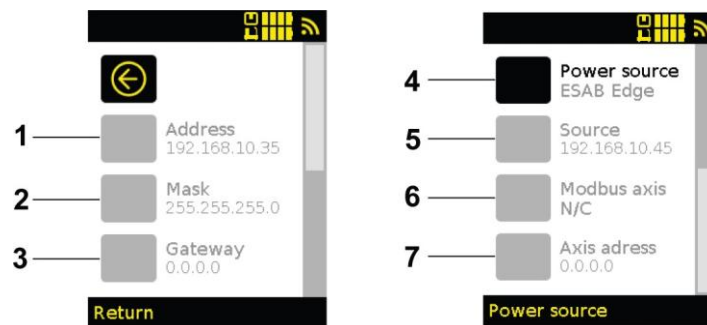 1
Address
192.168.10.35
2
Mask
255.255.255.0
3
Gateway
0.0.0.0
Return
4
Power source
ESAB Edge
5
Source
192.168.10.45
6
Modbus axis
N/C
7
Axis adress
0.0.0.0
Power source